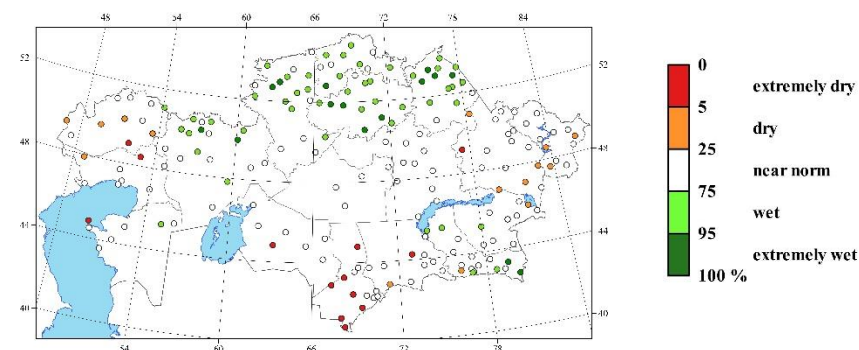 48 54 60 66 72 78 84
52 52
48 48
44 44
40 40
54 60 66 72 78
0
extremely dry
5
dry
25
near norm
75
wet
95
extremely wet
100 %